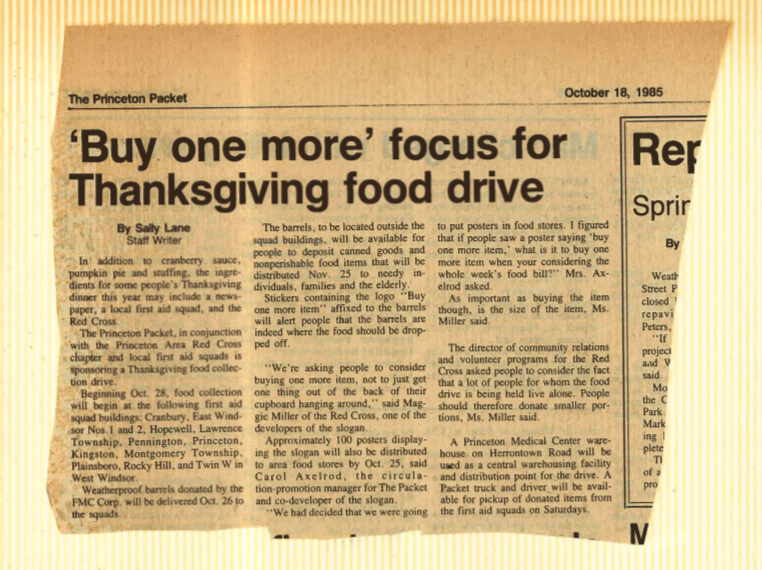 The Princeton Packet
October 18, 1985
'Buy one more' focus for
Thanksgiving food drive
By Sally Lane
Staff Writer
In addition to cranberry sauce,
pumpkin pie and stuffing, the ingre-
dients for some people's Thanksgiving
dinner this year may include a news-
paper, a local first aid squad, and the
Red Cross.
The Princeton Packet, in conjunction
with the Princeton Area Red Cross
chapter and local first aid squads is
sponsoring a Thanksgiving food collec-
tion drive.
Beginning Oct. 28, food collection
will begin at the following first aid
squad buildings: Cranbury, East Wind-
sor Nos. 1 and 2, Hopewell, Lawrence
Township, Pennington, Princeton,
Kingston, Montgomery Township,
Plainsboro, Rocky Hill, and Twin W in
West Windsor.
Weatherproof barrels donated by the
FMC Corp. will be delivered Oct. 26 to
the squads.
The barrels, to be located outside the
squad buildings, will be available for
people to deposit canned goods and
nonperishable food items that will be
distributed Nov. 25 to needy in-
dividuals, families and the elderly.
Stickers containing the logo "Buy
one more item" affixed to the barrels
will alert people that the barrels are
indeed where the food should be drop-
ped off.
"We're asking people to consider
buying one more item, not to just get
one thing out of the back of their
cupboard hanging around," said Mag-
gie Miller of the Red Cross, one of the
developers of the slogan.
Approximately 100 posters display-
ing the slogan will also be distributed
to area food stores by Oct. 25, said
Carol Axelrod, the circula-
tion-promotion manager for The Packet
and co-developer of the slogan.
"We had decided that we were going
to put posters in food stores. I figured
that if people saw a poster saying 'buy
one more item,' what is it to buy one
more item when your considering the
whole week's food bill?" Mrs. Ax-
elrod asked.
As important as buying the item
though, is the size of the item, Ms.
Miller said.
The director of community relations
and volunteer programs for the Red
Cross asked people to consider the fact
that a lot of people for whom the food
drive is being held live alone. People
should therefore donate smaller por-
tions, Ms. Miller said.
A Princeton Medical Center ware-
house on Herrontown Road will be
used as a central warehousing facility
and distribution point for the drive. A
Packet truck and driver will be avail-
able for pickup of donated items from
the first aid squads on Saturdays.
Rep
Sprin
By
Weath
Street P
closed
repavi
Peters,
"If
project
and W
said.
Mo
the C
Park
Mark
ing
plete
Th
of a
pro